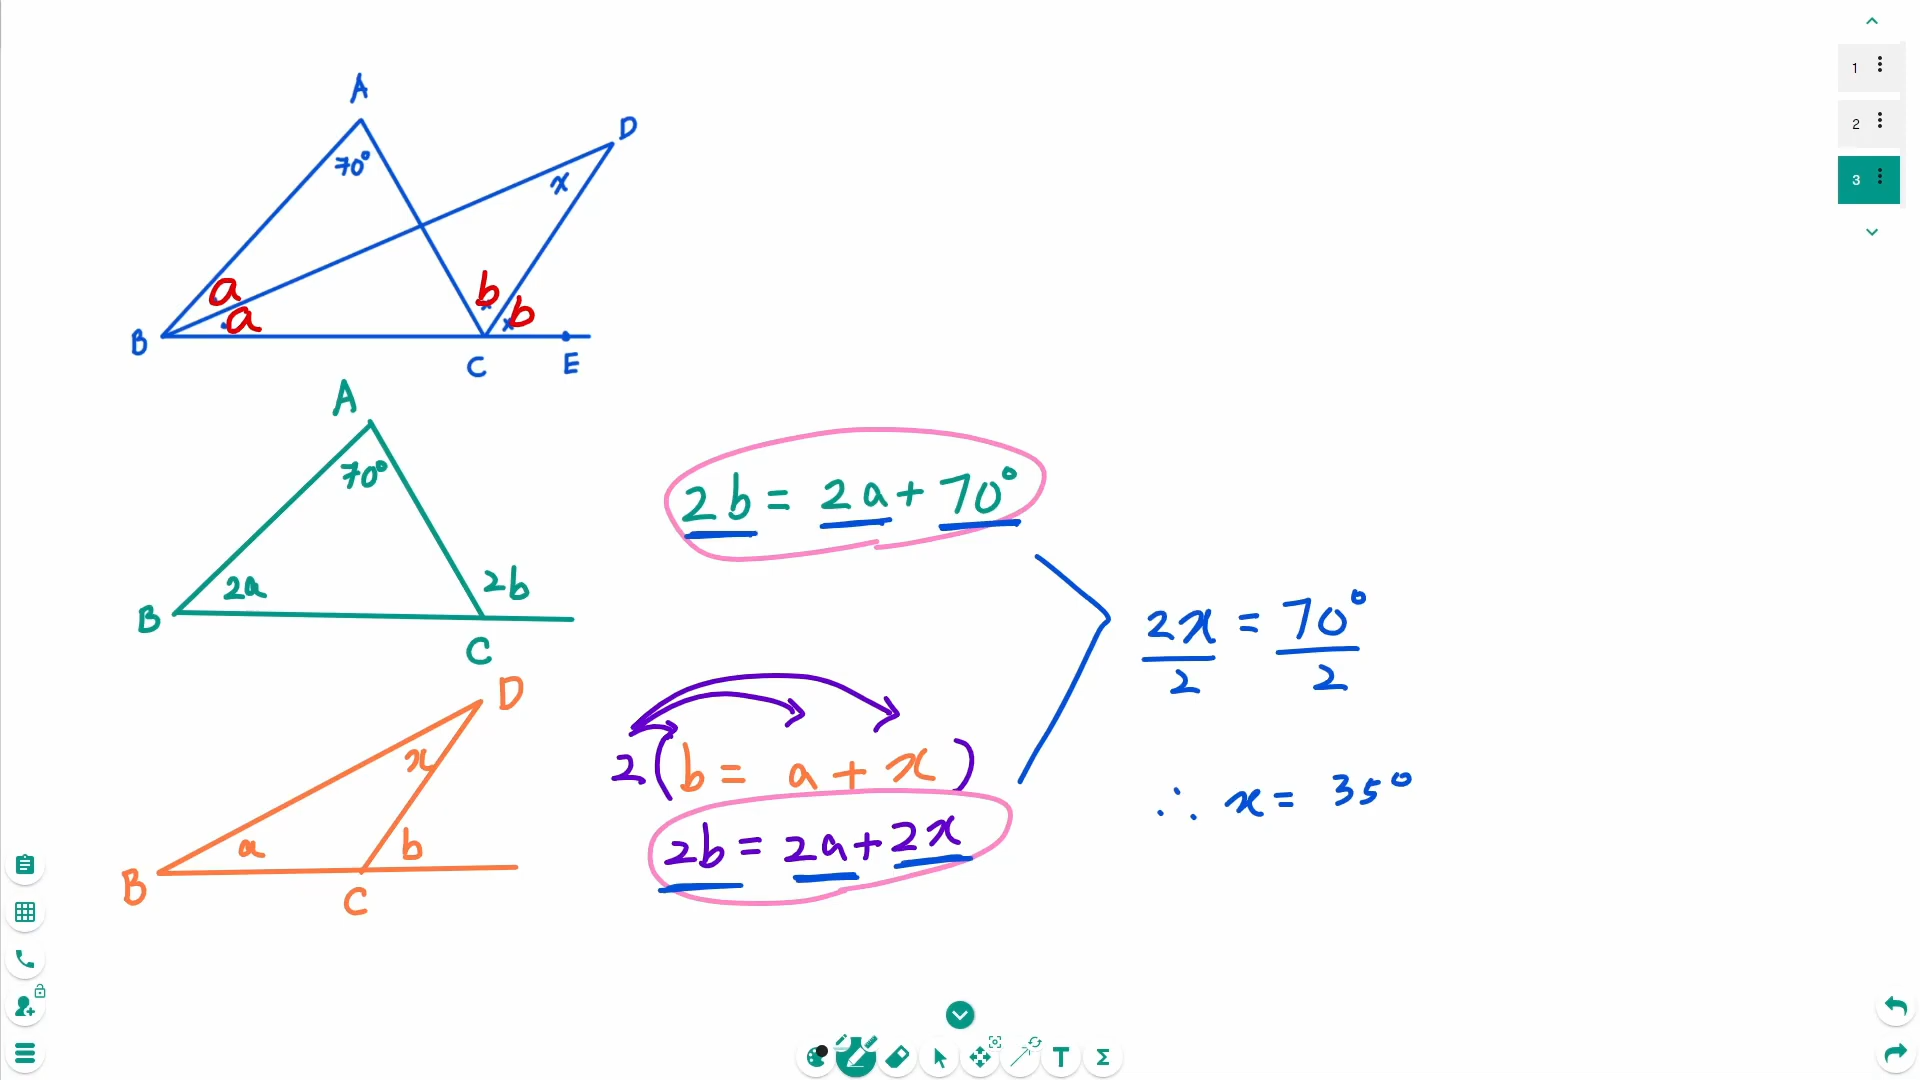 A
D
70°
x
a
a
b
b
B
C
E
A
70°
2a
2b
B
C
2b = 2a + 70°
D
x
a
b
B
C
2(b = a + x)
2b = 2a + 2x
2x = 70°
2 2
∴ x = 35°
1
2
3
T
Σ